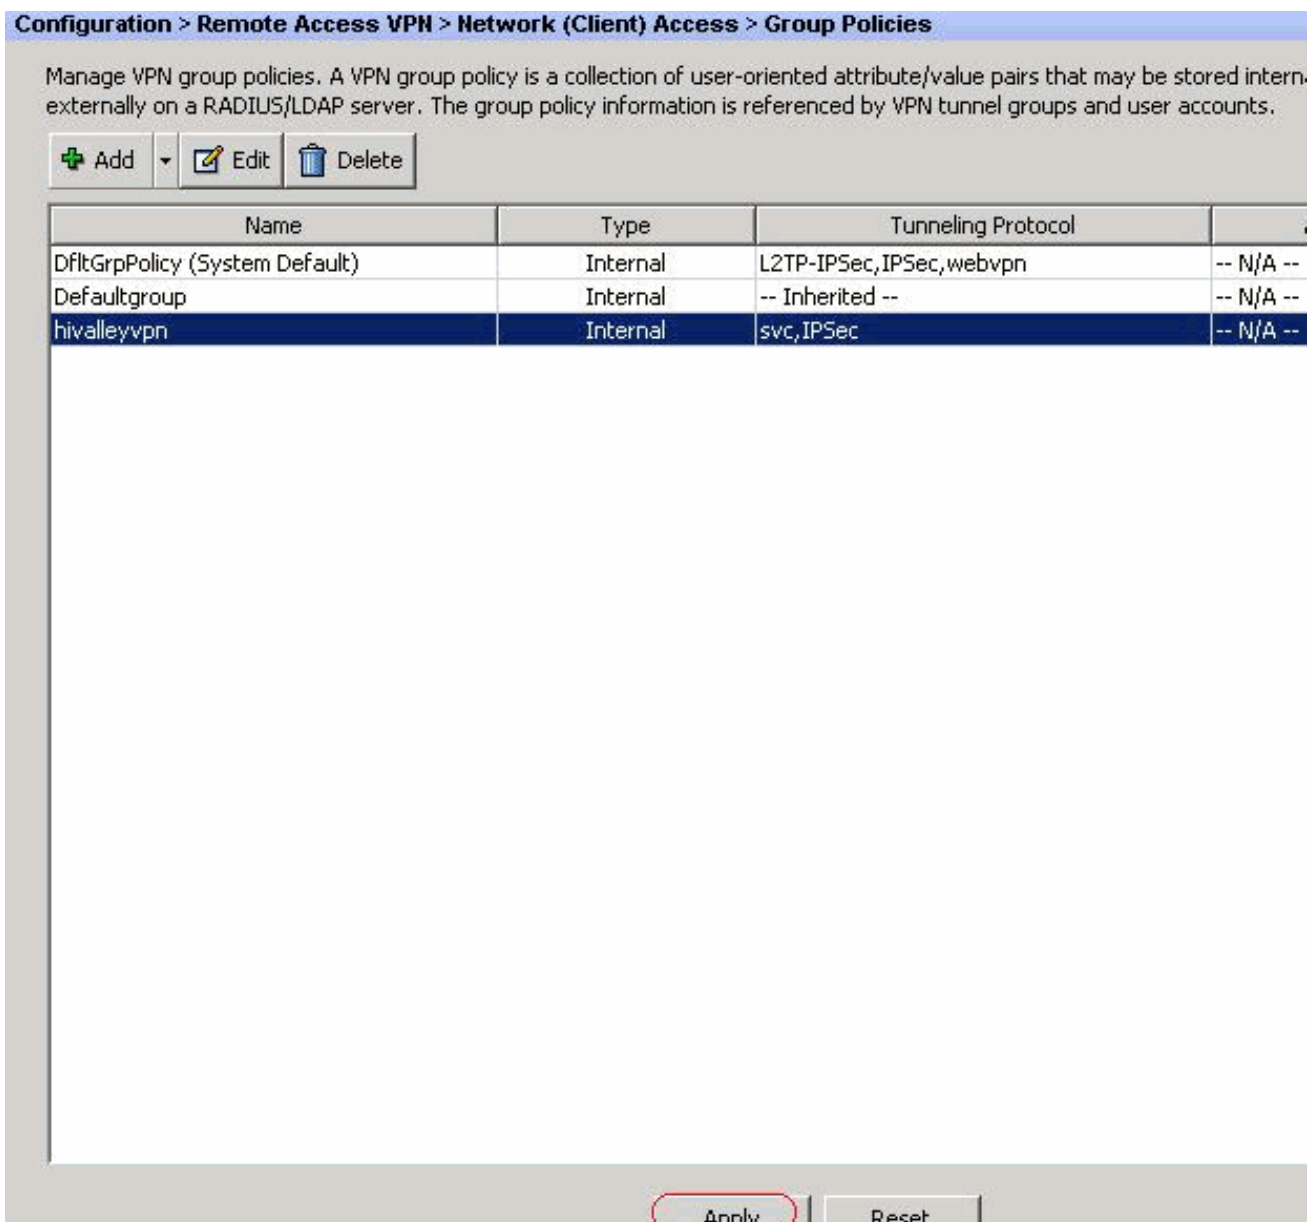 Configuration > Remote Access VPN > Network (Client) Access > Group Policies
Manage VPN group policies. A VPN group policy is a collection of user-oriented attribute/value pairs that may be stored intern
externally on a RADIUS/LDAP server. The group policy information is referenced by VPN tunnel groups and user accounts.
Add Edit Delete
Name Type Tunneling Protocol
DfltGrpPolicy (System Default) Internal L2TP-IPSec,IPSec,webvpn -- N/A --
Defaultgroup Internal -- Inherited -- -- N/A --
hivalleyvpn Internal svc,IPSec -- N/A --
Apply Reset